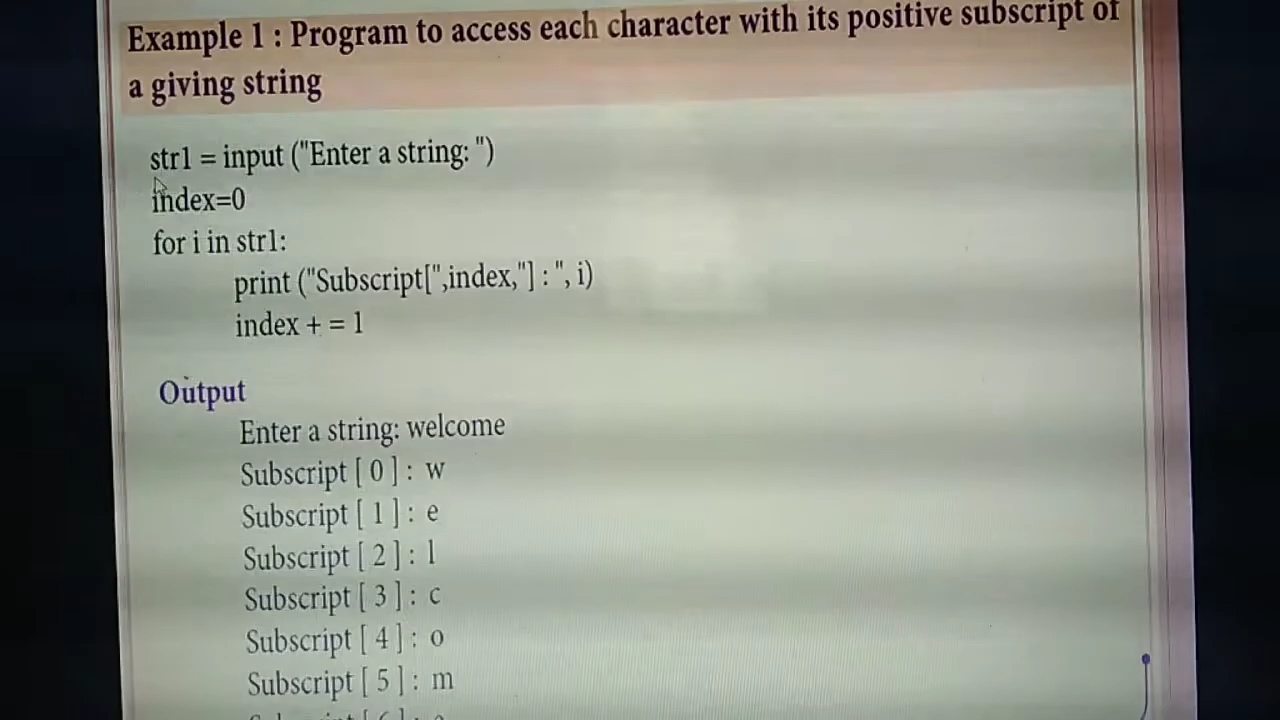 Example 1 : Program to access each character with its positive subscript of
a giving string
str1 = input ("Enter a string: ")
index=0
for i in str1:
print ("Subscript[",index,"] : ", i)
index + = 1
Output
Enter a string: welcome
Subscript [ 0 ] : w
Subscript [ 1 ] : e
Subscript [ 2 ] : l
Subscript [ 3 ] : c
Subscript [ 4 ] : o
Subscript [ 5 ] : m